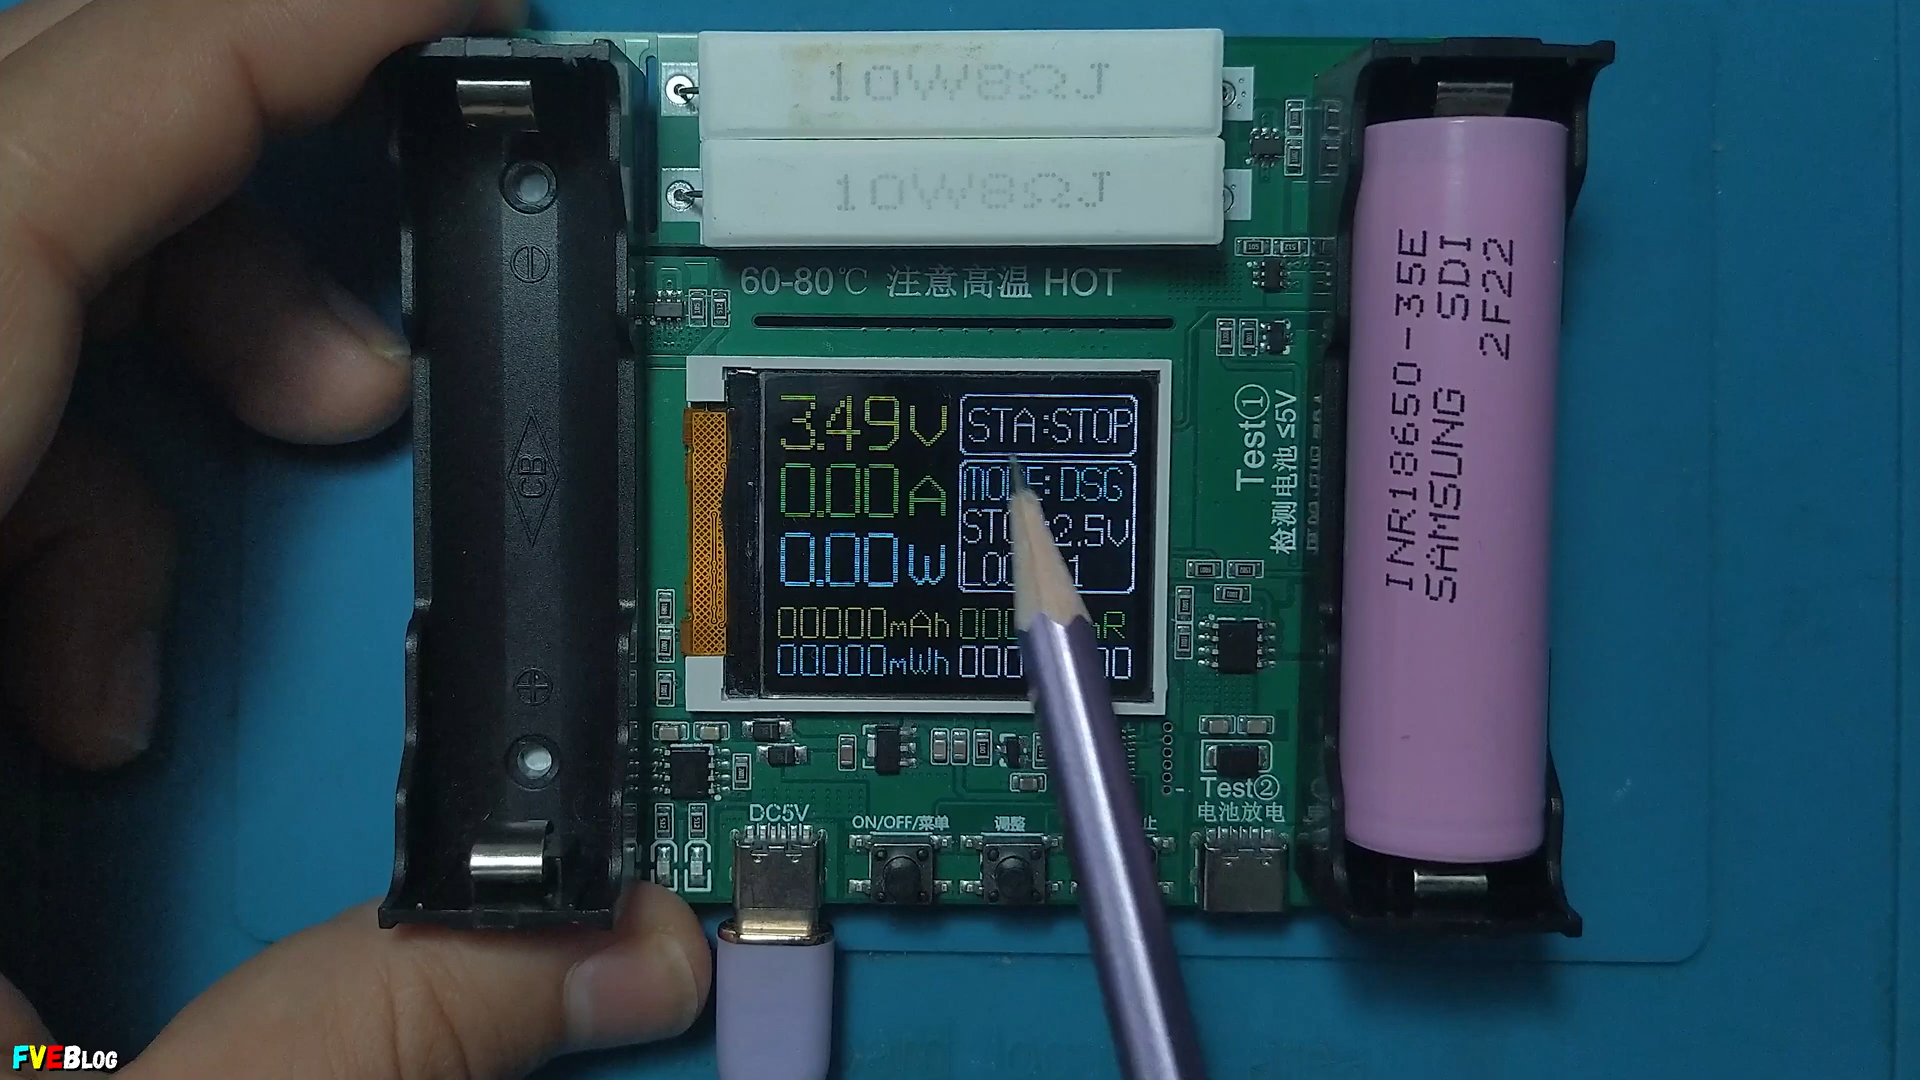 10W8ΩJ
10W8ΩJ
60-80℃ 注意高温 HOT
3.49V
0.00A
0.00W
STA:STOP
MODE:DSG
2.5V
1
00000mAh
00000mWh
Test①
检测电池≤5V
INR18650-35E
SAMSUNG SDI
2F22
CB
DC5V
ON/OFF/菜单
调整
止
Test②
电池放电
FVEBLOG